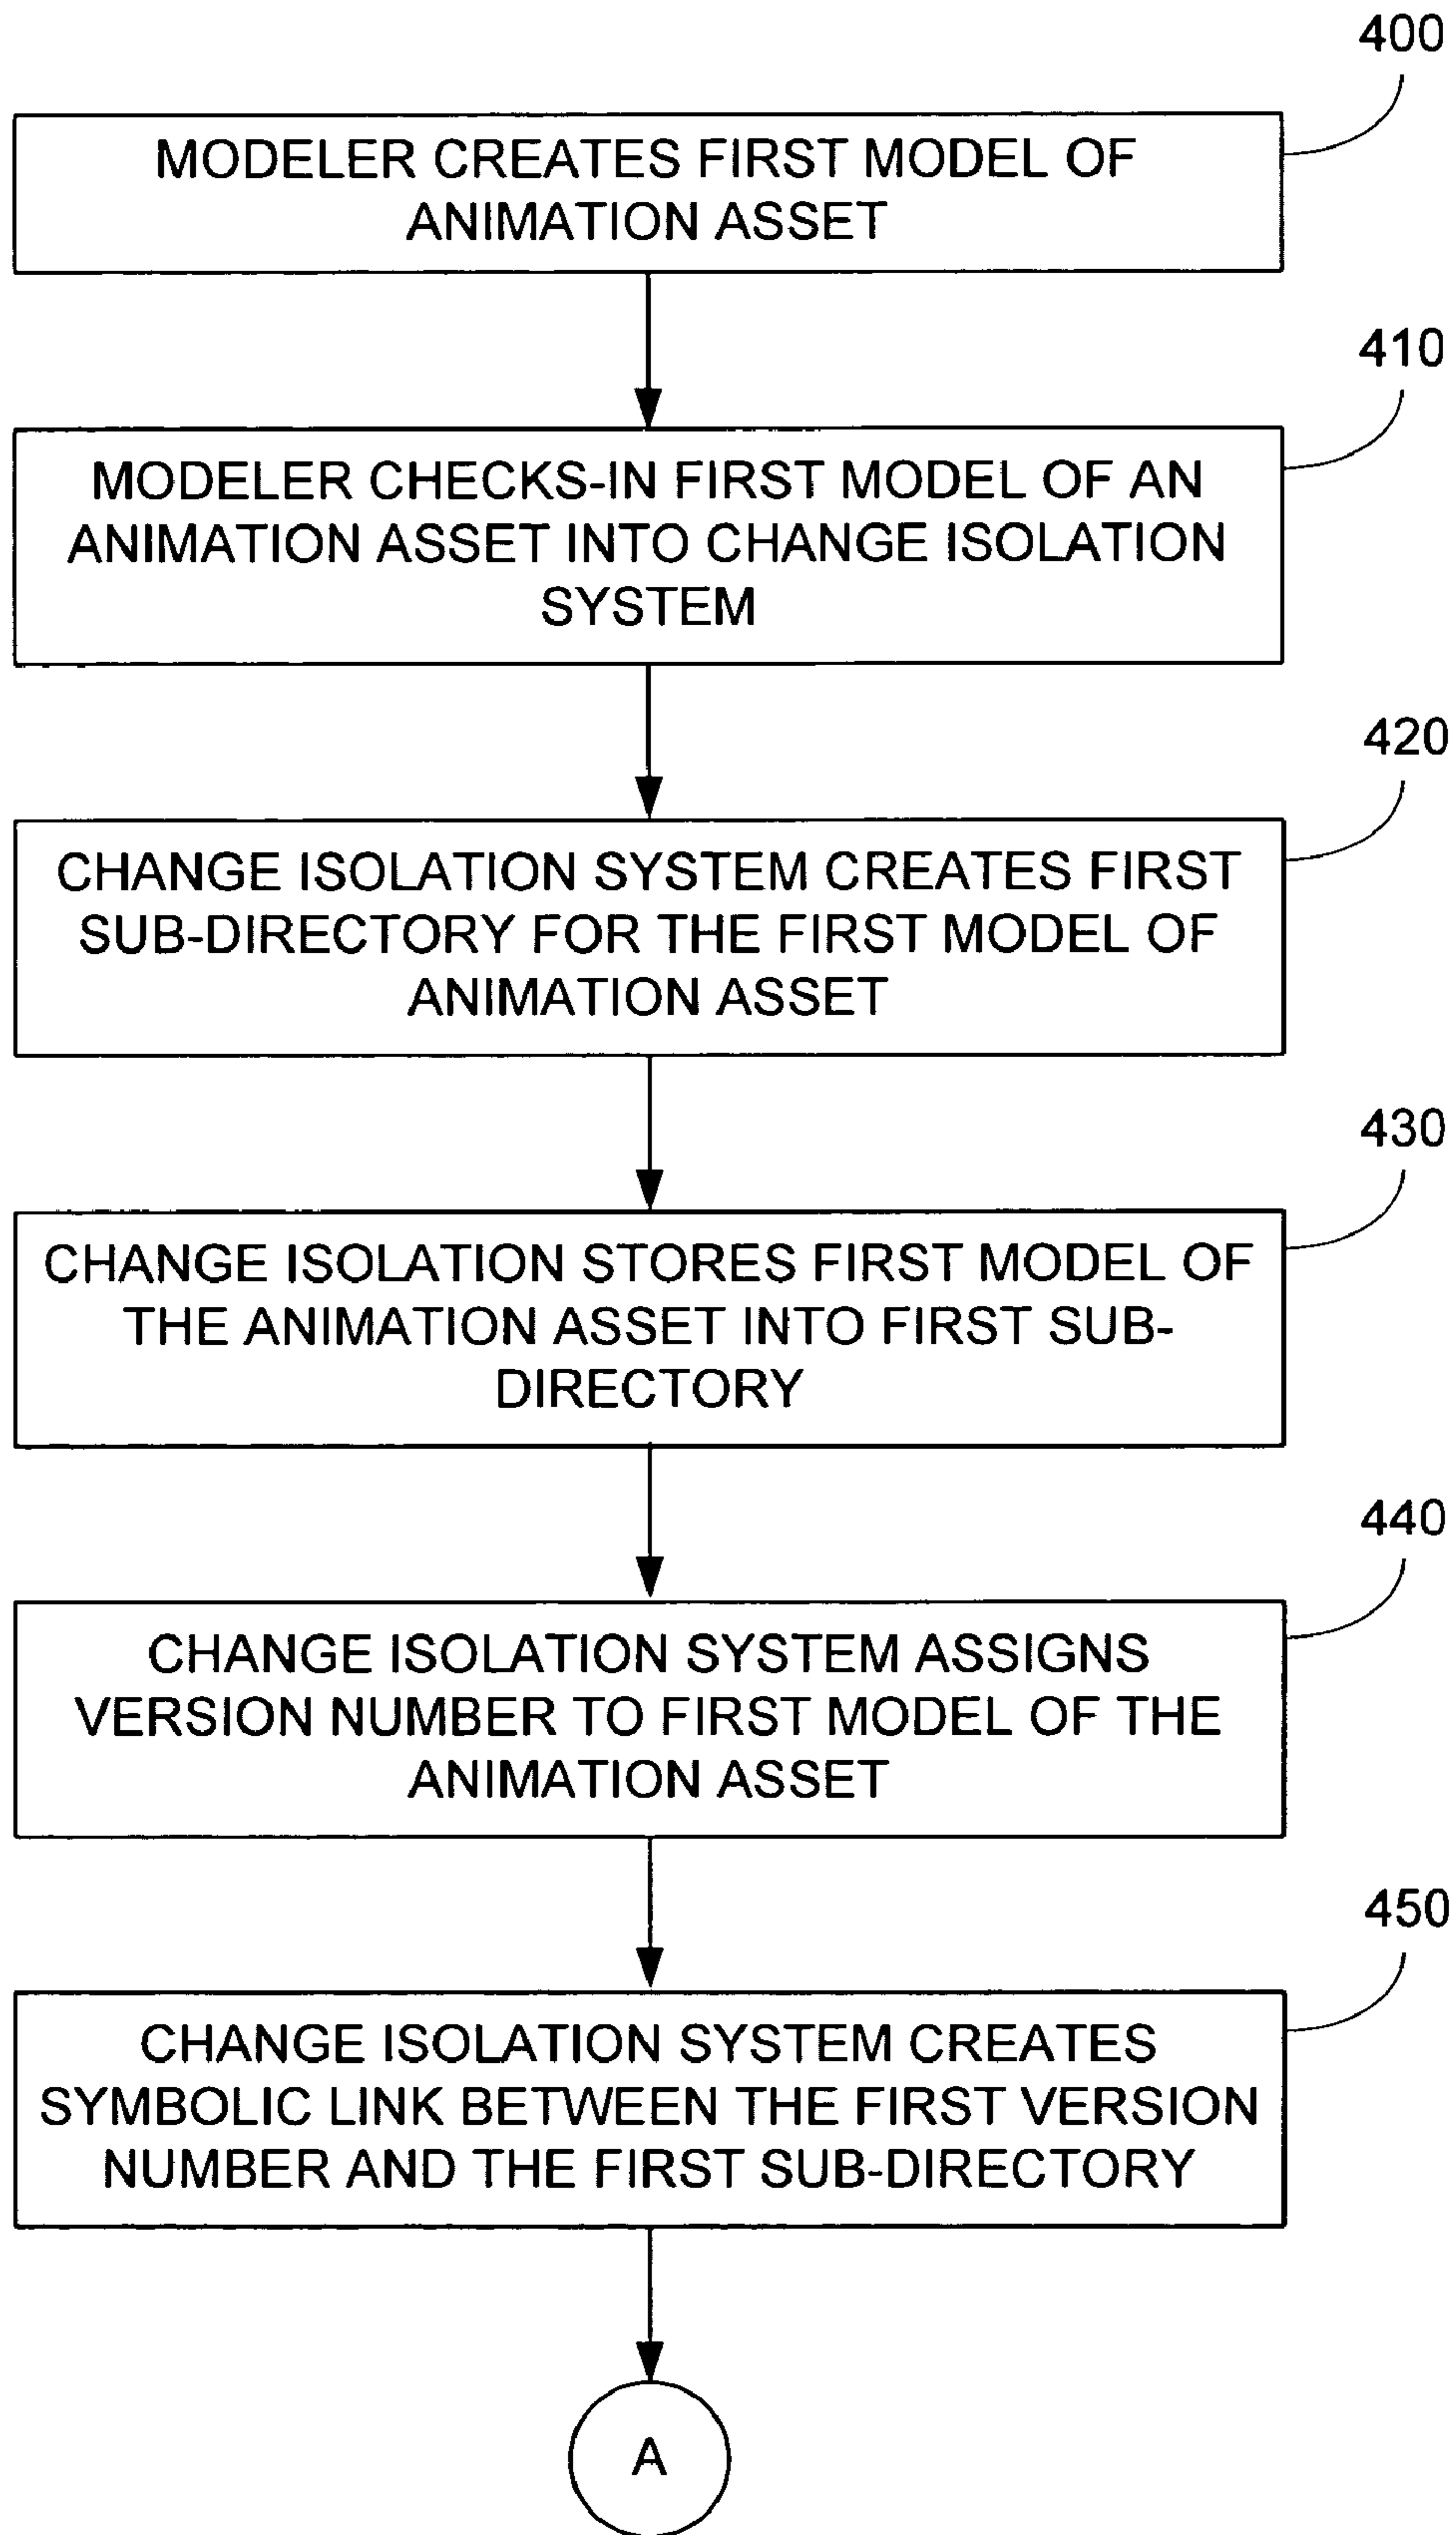 400
MODELER CREATES FIRST MODEL OF
ANIMATION ASSET
410
MODELER CHECKS-IN FIRST MODEL OF AN
ANIMATION ASSET INTO CHANGE ISOLATION
SYSTEM
420
CHANGE ISOLATION SYSTEM CREATES FIRST
SUB-DIRECTORY FOR THE FIRST MODEL OF
ANIMATION ASSET
430
CHANGE ISOLATION STORES FIRST MODEL OF
THE ANIMATION ASSET INTO FIRST SUB-
DIRECTORY
440
CHANGE ISOLATION SYSTEM ASSIGNS
VERSION NUMBER TO FIRST MODEL OF THE
ANIMATION ASSET
450
CHANGE ISOLATION SYSTEM CREATES
SYMBOLIC LINK BETWEEN THE FIRST VERSION
NUMBER AND THE FIRST SUB-DIRECTORY
A